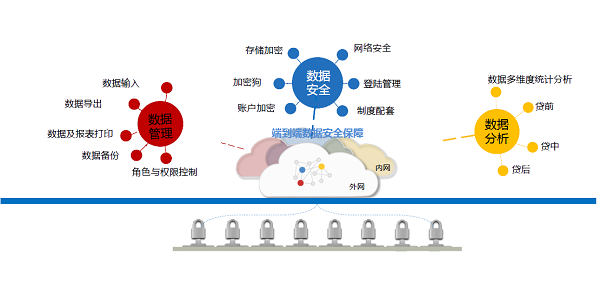 存储加密
网络安全
数据
安全
加密狗
登陆管理
账户加密
制度配套
数据输入
数据导出
数据
管理
数据及报表打印
数据备份
角色与权限控制
数据多维度统计分析
数据
分析
贷前
贷中
贷后
端到端数据安全保障
内网
外网